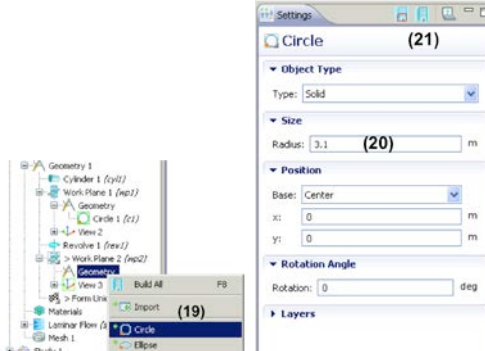 Settings
Circle (21)
Object Type
Type: Solid
Size
Radius: 3.1 (20) m
Position
Base: Center
x: 0 m
y: 0 m
Rotation Angle
Rotation: 0 deg
Layers
Geometry 1
Cylinder 1 (cyl1)
Work Plane 1 (wp1)
Geometry
Circle 1 (c1)
View 2
Revolve 1 (rev1)
> Work Plane 2 (wp2)
Geometry
View 3
> Form Uni
Materials
Laminar Flow
Mesh 1
Study 1
Build All F8
Import (19)
Circle
Ellipse